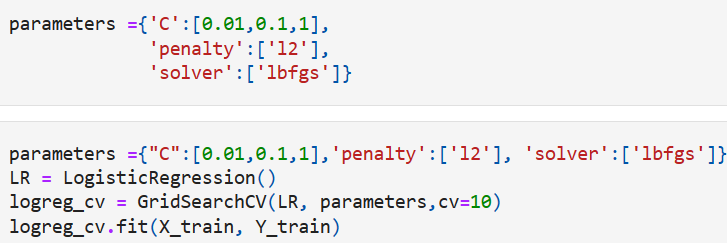 parameters ={'C':[0.01,0.1,1],
'penalty':['l2'],
'solver':['lbfgs']}
parameters ={"C":[0.01,0.1,1],'penalty':['l2'], 'solver':['lbfgs']}
LR = LogisticRegression()
logreg_cv = GridSearchCV(LR, parameters,cv=10)
logreg_cv.fit(X_train, Y_train)